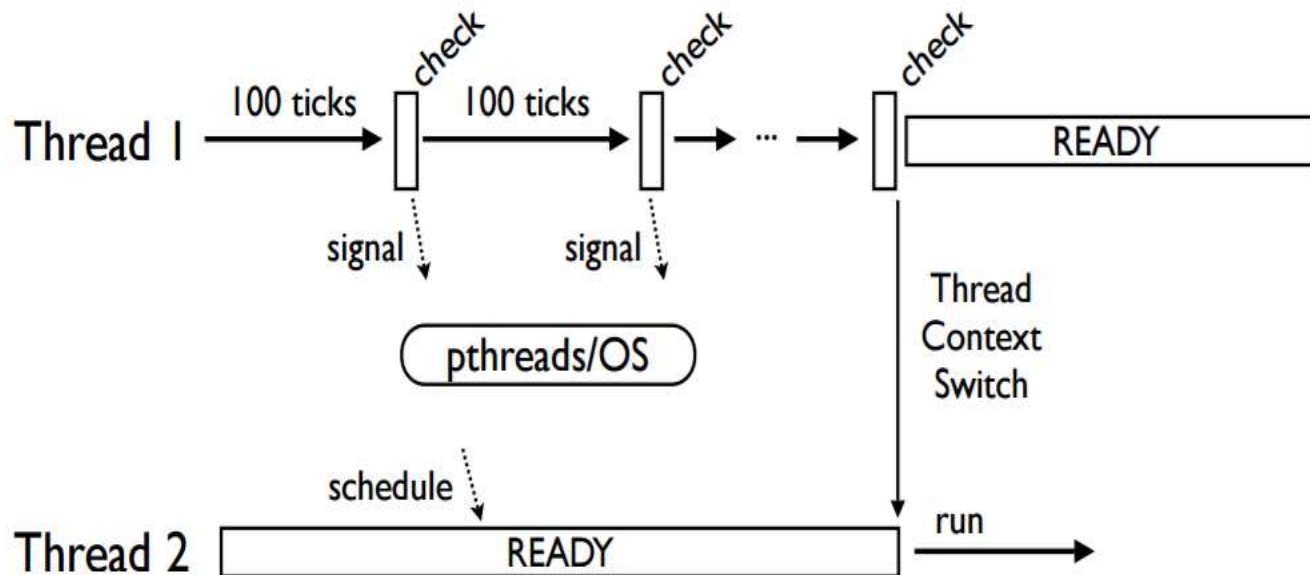 check
check
check
100 ticks
100 ticks
Thread 1
...
READY
signal
signal
Thread
Context
Switch
pthreads/OS
schedule
run
Thread 2
READY